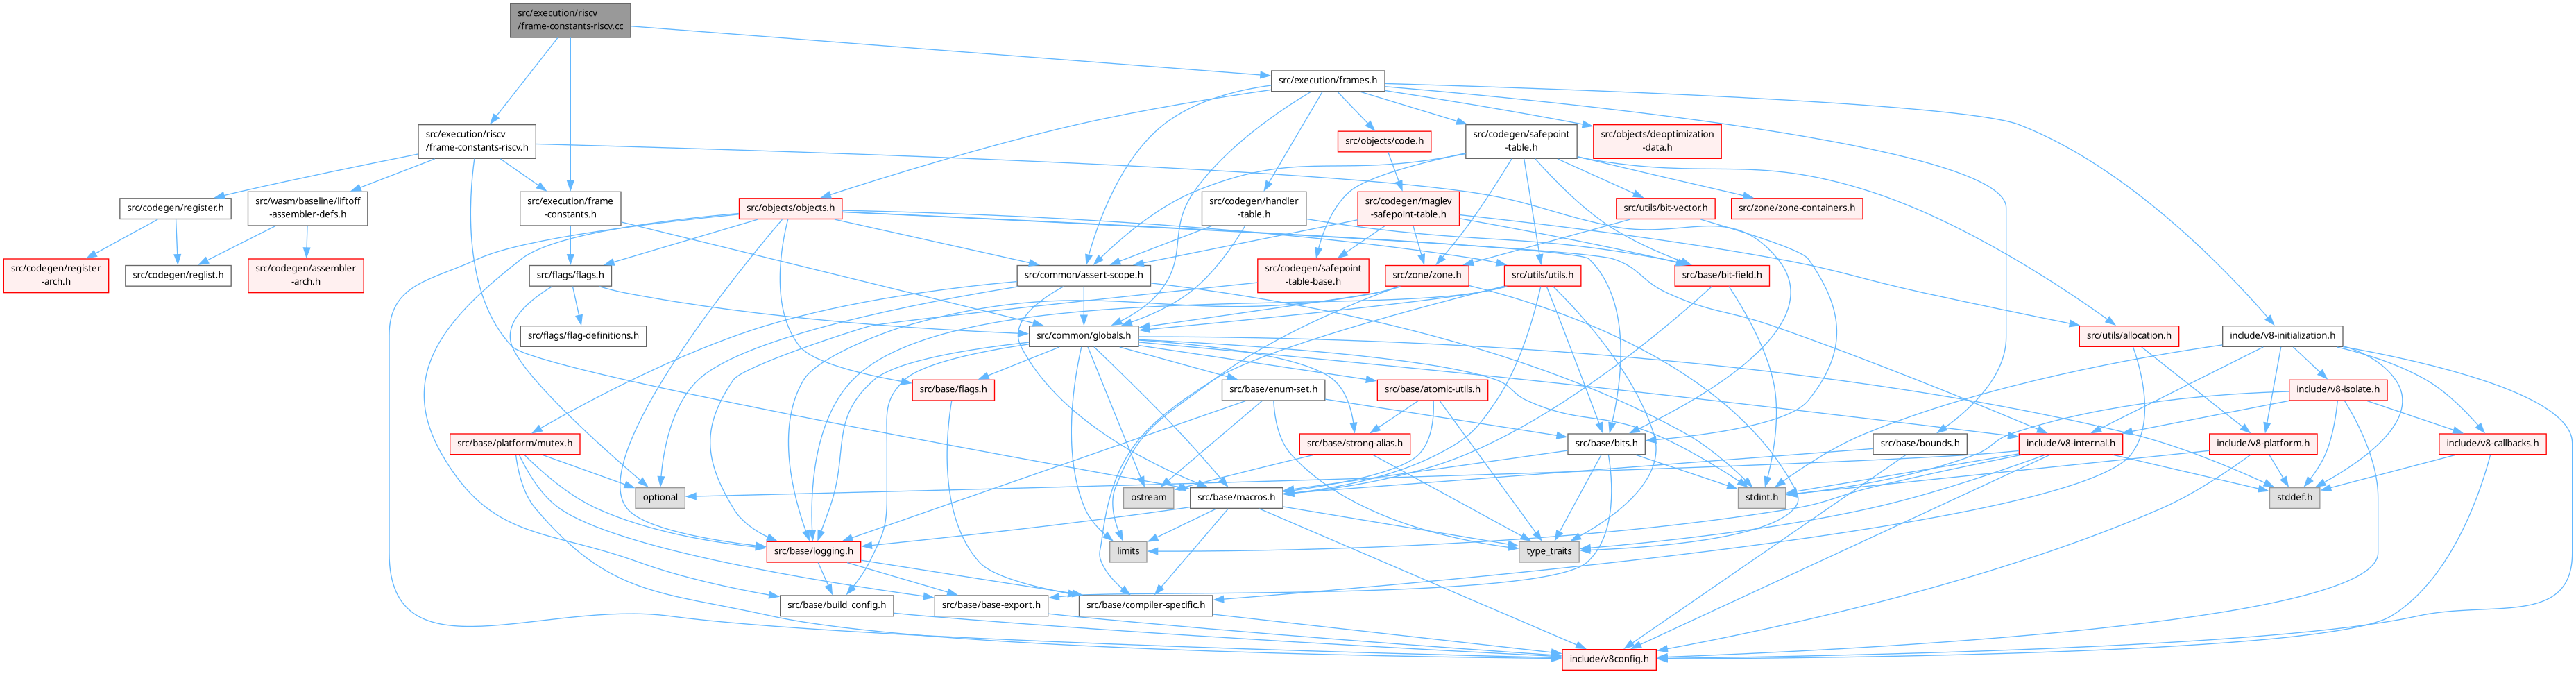 src/execution/riscv
/frame-constants-riscv.cc
src/execution/frames.h
src/execution/riscv
/frame-constants-riscv.h
src/objects/code.h
src/codegen/safepoint
-table.h
src/objects/deoptimization
-data.h
src/codegen/register.h
src/wasm/baseline/liftoff
-assembler-defs.h
src/execution/frame
-constants.h
src/objects/objects.h
src/codegen/handler
-table.h
src/codegen/maglev
-safepoint-table.h
src/utils/bit-vector.h
src/zone/zone-containers.h
src/codegen/register
-arch.h
src/codegen/reglist.h
src/codegen/assembler
-arch.h
src/flags/flags.h
src/common/assert-scope.h
src/codegen/safepoint
-table-base.h
src/zone/zone.h
src/utils/utils.h
src/base/bit-field.h
src/flags/flag-definitions.h
src/common/globals.h
src/utils/allocation.h
include/v8-initialization.h
src/base/flags.h
src/base/enum-set.h
src/base/atomic-utils.h
include/v8-isolate.h
src/base/platform/mutex.h
src/base/strong-alias.h
src/base/bits.h
src/base/bounds.h
include/v8-internal.h
include/v8-platform.h
include/v8-callbacks.h
optional
ostream
src/base/macros.h
stdint.h
stddef.h
src/base/logging.h
limits
type_traits
src/base/build_config.h
src/base/base-export.h
src/base/compiler-specific.h
include/v8config.h